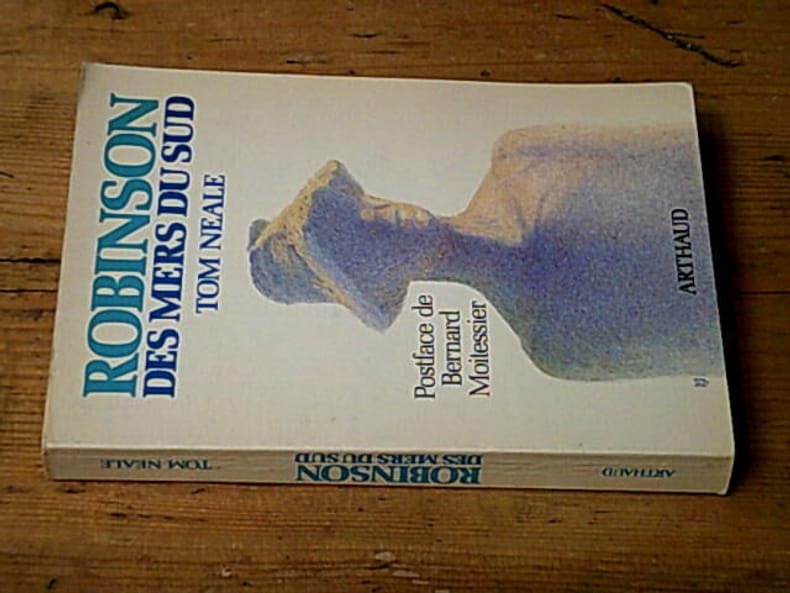 ROBINSON
DES MERS DU SUD
TOM NEALE
Postface de
Bernard
Moitessier
ARTHAUD
TOM NEALE
ROBINSON
DES MERS DU SUD
ARTHAUD